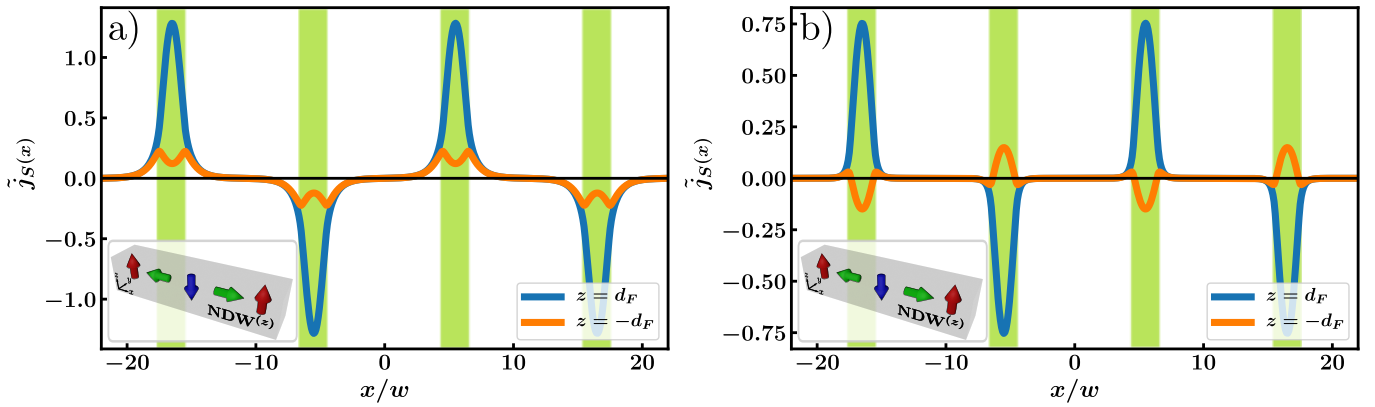 a)
1.0
0.5
0.0
−0.5
−1.0
j̃S(x)
z
y
x
NDW(z)
z = dF
z = −dF
−20 −10 0 10 20
x/w
b)
0.75
0.50
0.25
0.00
−0.25
−0.50
−0.75
j̃S(x)
z
y
x
NDW(z)
z = dF
z = −dF
−20 −10 0 10 20
x/w